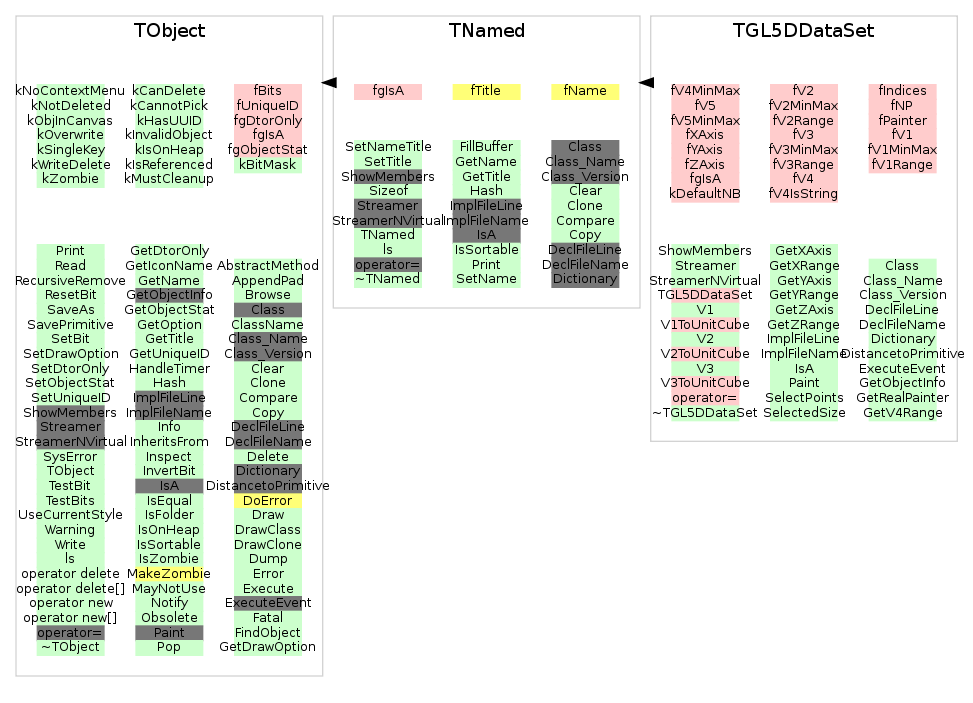 TObject
kNoContextMenu kCanDelete fBits
kNotDeleted kCannotPick fUniqueID
kObjInCanvas kHasUUID fgDtorOnly
kOverwrite kInvalidObject fgIsA
kSingleKey kIsOnHeap fgObjectStat
kWriteDelete kIsReferenced kBitMask
kZombie kMustCleanup
Print GetDtorOnly
Read GetIconName AbstractMethod
RecursiveRemove GetName AppendPad
ResetBit GetObjectInfo Browse
SaveAs GetObjectStat Class
SavePrimitive GetOption ClassName
SetBit GetTitle Class_Name
SetDrawOption GetUniqueID Class_Version
SetDtorOnly HandleTimer Clear
SetObjectStat Hash Clone
SetUniqueID ImplFileLine Compare
ShowMembers ImplFileName Copy
Streamer Info DeclFileLine
StreamerNVirtual InheritsFrom DeclFileName
SysError Inspect Delete
TObject InvertBit Dictionary
TestBit IsA DistancetoPrimitive
TestBits IsEqual DoError
UseCurrentStyle IsFolder Draw
Warning IsOnHeap DrawClass
Write IsSortable DrawClone
ls IsZombie Dump
operator delete MakeZombie Error
operator delete[] MayNotUse Execute
operator new Notify ExecuteEvent
operator new[] Obsolete Fatal
operator= Paint FindObject
~TObject Pop GetDrawOption
TNamed
fgIsA fTitle fName
SetNameTitle FillBuffer Class
SetTitle GetName Class_Name
ShowMembers GetTitle Class_Version
Sizeof Hash Clear
Streamer ImplFileLine Clone
StreamerNVirtual ImplFileName Compare
TNamed IsA Copy
ls IsSortable DeclFileLine
operator= Print DeclFileName
~TNamed SetName Dictionary
TGL5DDataSet
fV4MinMax fV2 fIndices
fV5 fV2MinMax fNP
fV5MinMax fV2Range fPainter
fXAxis fV3 fV1
fYAxis fV3MinMax fV1MinMax
fZAxis fV3Range fV1Range
fgIsA fV4
kDefaultNB fV4IsString
ShowMembers GetXAxis
Streamer GetXRange Class
StreamerNVirtual GetYAxis Class_Name
TGL5DDataSet GetYRange Class_Version
V1 GetZAxis DeclFileLine
V1ToUnitCube GetZRange DeclFileName
V2 ImplFileLine Dictionary
V2ToUnitCube ImplFileName DistancetoPrimitive
V3 IsA ExecuteEvent
V3ToUnitCube Paint GetObjectInfo
operator= SelectPoints GetRealPainter
~TGL5DDataSet SelectedSize GetV4Range